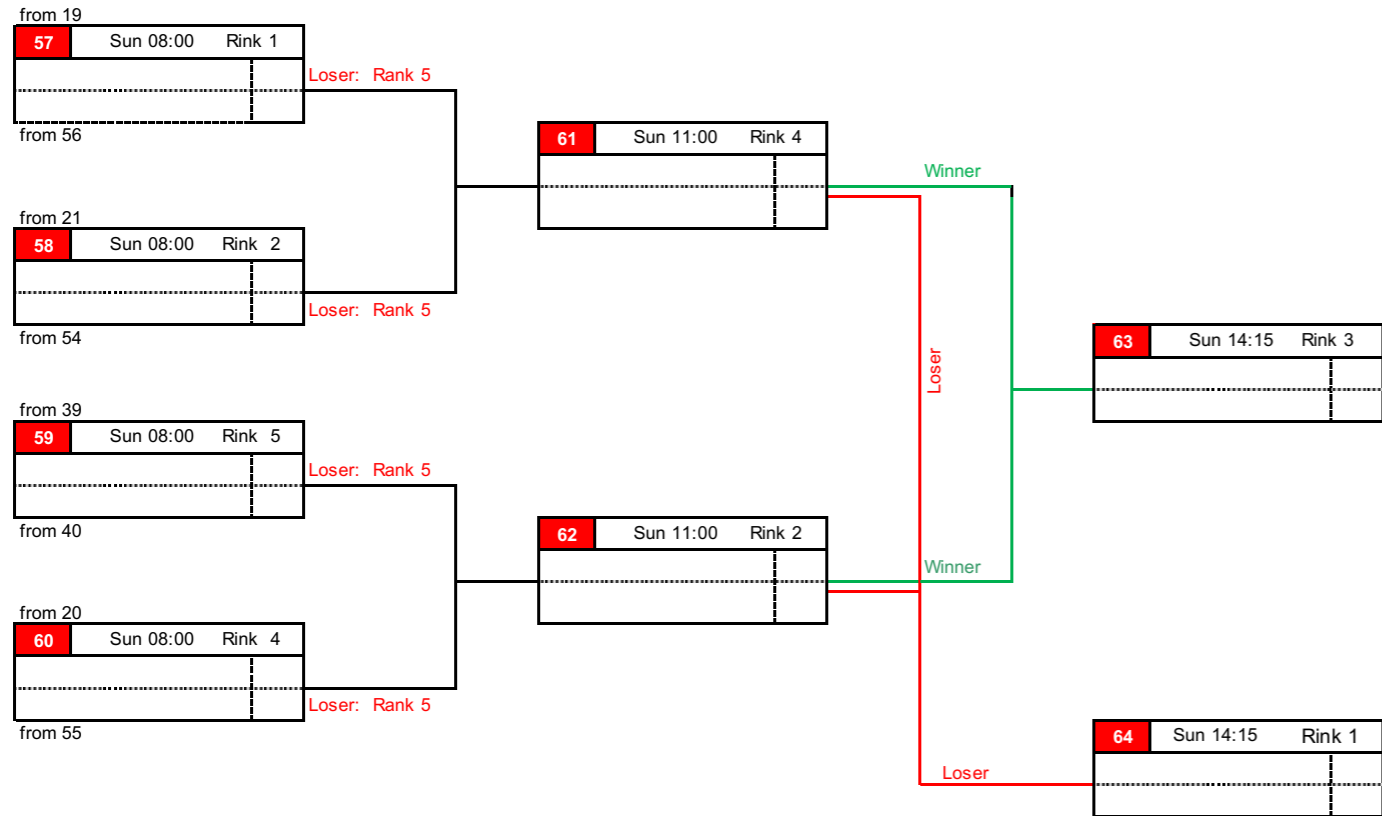 from 19
57 Sun 08:00 Rink 1
Loser: Rank 5
from 56
61 Sun 11:00 Rink 4
Winner
from 21
58 Sun 08:00 Rink 2
Loser: Rank 5
from 54
63 Sun 14:15 Rink 3
Loser
from 39
59 Sun 08:00 Rink 5
Loser: Rank 5
from 40
62 Sun 11:00 Rink 2
Winner
from 20
60 Sun 08:00 Rink 4
Loser: Rank 5
from 55
64 Sun 14:15 Rink 1
Loser